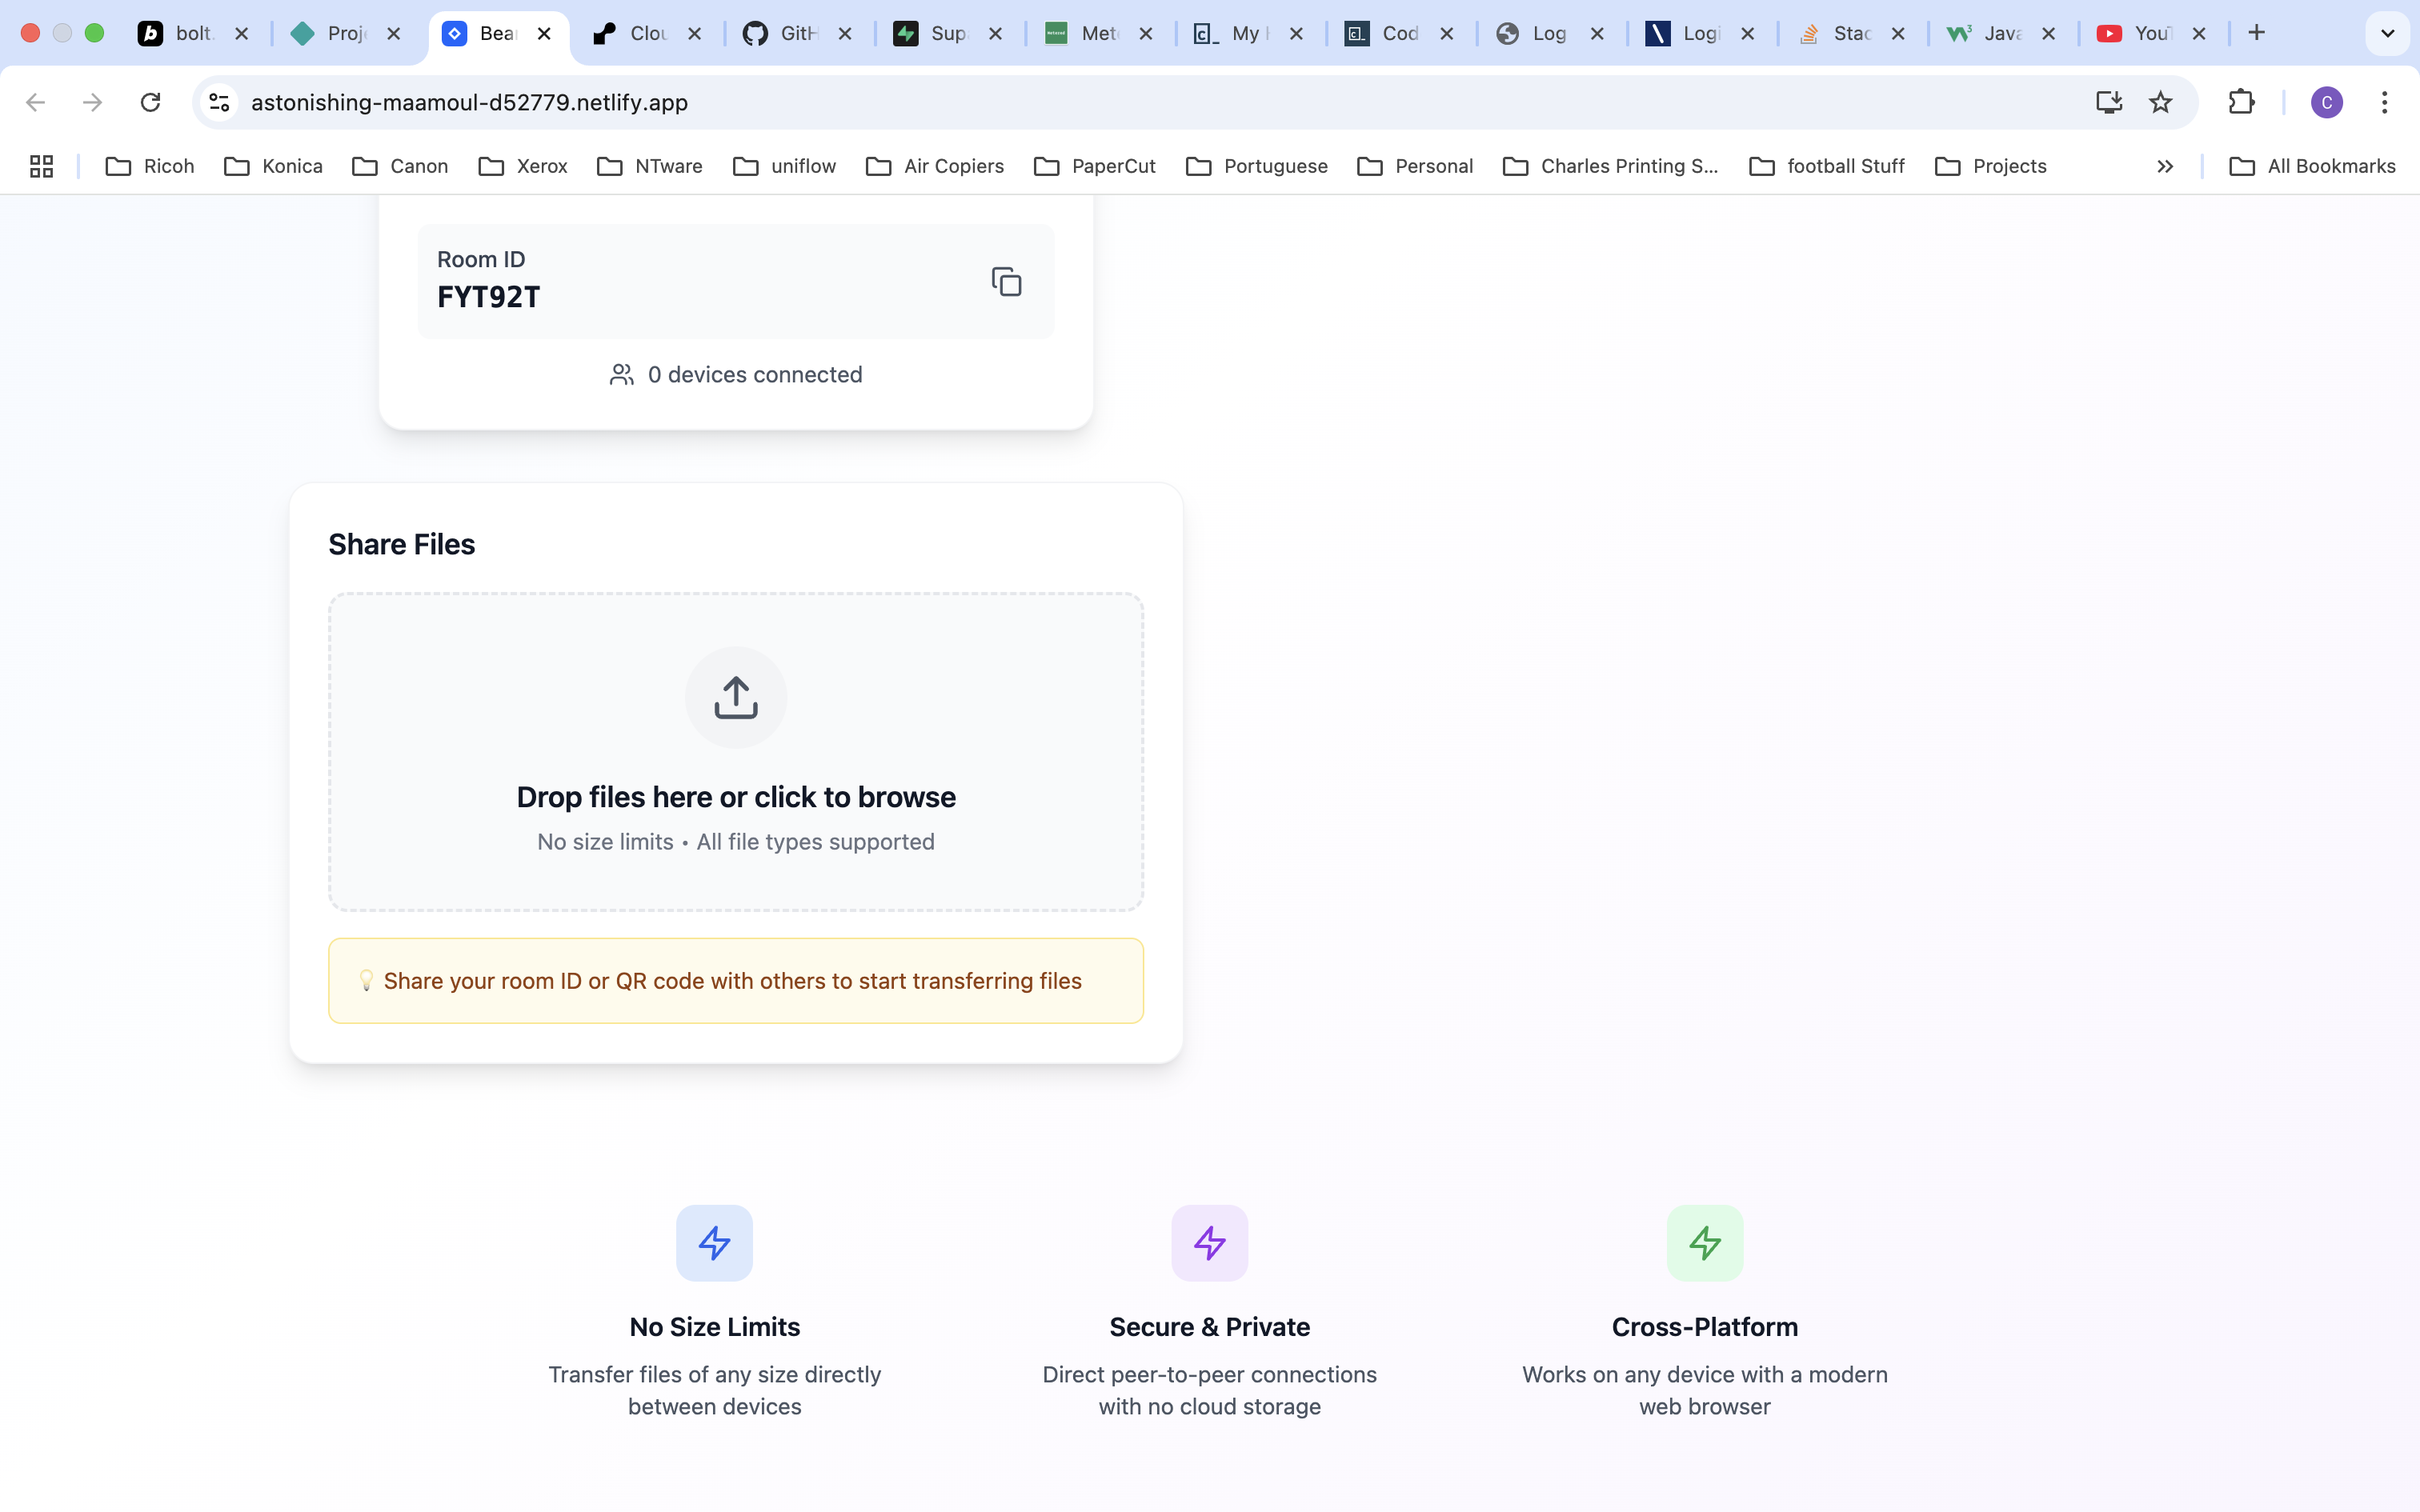 bolt.
Proj
Bea
Clou
GitH
Sup
Met
My
Cod
Log
Logi
Stac
Java
You
astonishing-maamoul-d52779.netlify.app
C
Ricoh
Konica
Canon
Xerox
NTware
uniflow
Air Copiers
PaperCut
Portuguese
Personal
Charles Printing S...
football Stuff
Projects
All Bookmarks
Room ID
FYT92T
0 devices connected
Share Files
Drop files here or click to browse
No size limits • All file types supported
💡 Share your room ID or QR code with others to start transferring files
No Size Limits
Transfer files of any size directly
between devices
Secure & Private
Direct peer-to-peer connections
with no cloud storage
Cross-Platform
Works on any device with a modern
web browser